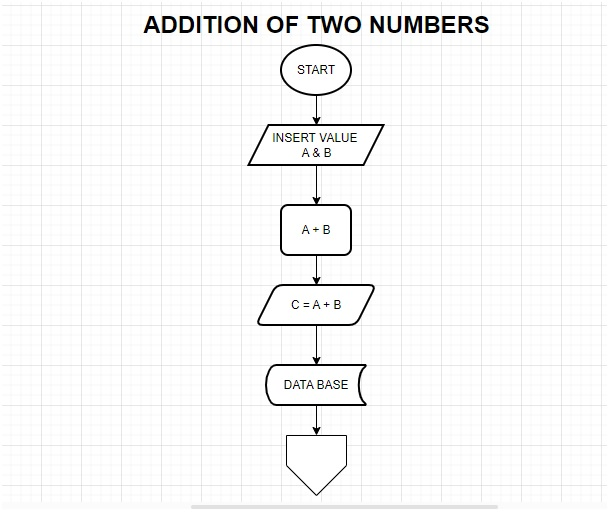 ADDITION OF TWO NUMBERS
START
INSERT VALUE
A & B
A + B
C = A + B
DATA BASE